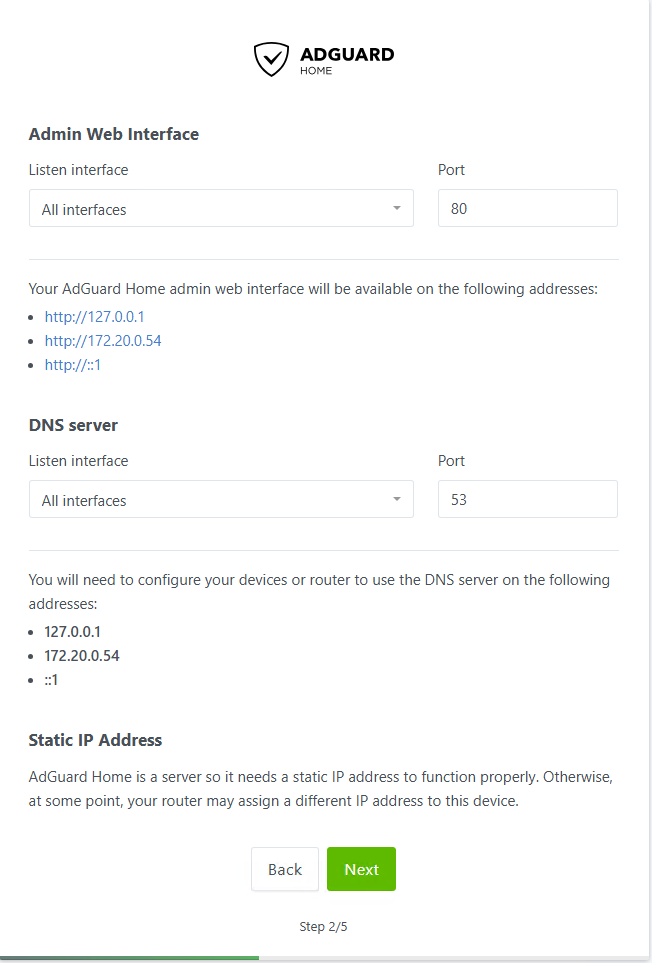 ADGUARD
HOME
Admin Web Interface
Listen interface
Port
All interfaces
80
Your AdGuard Home admin web interface will be available on the following addresses:
http://127.0.0.1
http://172.20.0.54
http://::1
DNS server
Listen interface
Port
All interfaces
53
You will need to configure your devices or router to use the DNS server on the following
addresses:
127.0.0.1
172.20.0.54
::1
Static IP Address
AdGuard Home is a server so it needs a static IP address to function properly. Otherwise,
at some point, your router may assign a different IP address to this device.
Back
Next
Step 2/5